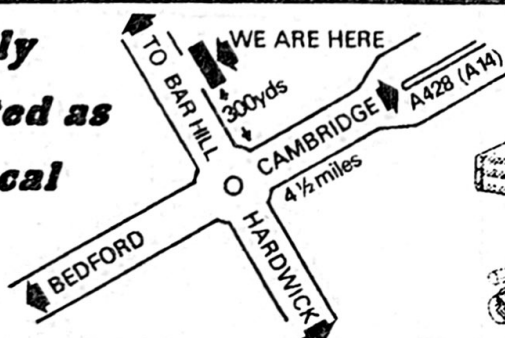 ly
ted as
cal
TO BAR HILL
WE ARE HERE
300yds
CAMBRIDGE
A428 (A14)
4½ miles
BEDFORD
HARDWICK